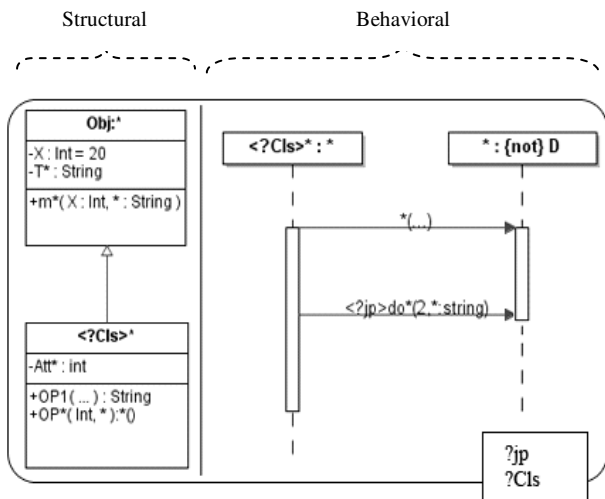 Structural
Behavioral
Obj:*
-X : Int = 20
-T* : String
+m*( X : Int, * : String )
<?Cls>*
-Att* : int
+OP1( ... ) : String
+OP*( Int, * ):*()
<?Cls>* : *
* : {not} D
*(...)
<?jp>do*(2,*:string)
?jp
?Cls